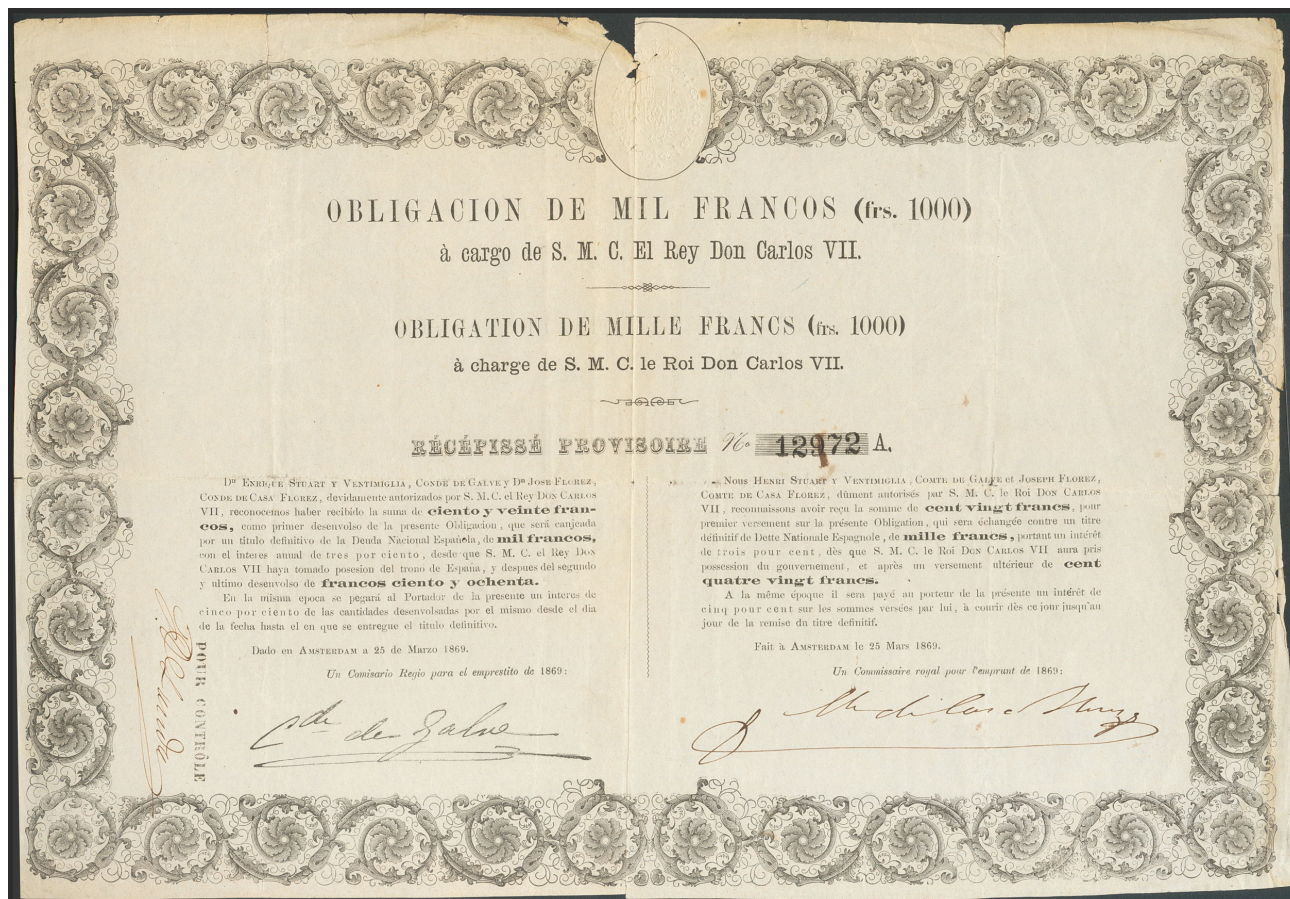 OBLIGACION DE MIL FRANCOS (frs. 1000)
à cargo de S. M. C. El Rey Don Carlos VII.
OBLIGATION DE MILLE FRANCS (frs. 1000)
à charge de S. M. C. le Roi Don Carlos VII.
RÉCÉPISSÉ PROVISOIRE No 12972 A.
Dn ENRIQUE STUART Y VENTIMIGLIA, CONDE DE GALVE y Dn JOSE FLOREZ,
CONDE DE CASA FLOREZ, devidamente autorizados por S. M. C. el Rey DON CARLOS
VII, reconocemos haber recibido la suma de ciento y veinte fran-
cos, como primer desenvolso de la presente Obligacion, que será canjeada
por un titulo definitivo de la Deuda Nacional Española, de mil francos,
con el interes anual de tres por ciento, desde que S. M. C. el Rey DON
CARLOS VII haya tomado posesion del trono de España, y despues del segundo
y ultimo desenvolso de francos ciento y ochenta.
En la misma epoca se pegará al Portador de la presente un interes de
cinco por ciento de las cantidades desenvolsadas por el mismo desde el dia
de la fecha hasta el en que se entregue el titulo definitivo.
Dado en AMSTERDAM a 25 de Marzo 1869.
Un Comisario Regio para el emprestito de 1869:
Cde de Galve
POUR CONTRÔLE
Nous HENRI STUART Y VENTIMIGLIA, COMTE DE GALVE et JOSEPH FLOREZ,
COMTE DE CASA FLOREZ, dûment autorisés par S. M. C. le Roi DON CARLOS
VII, reconnaissons avoir reçu la somme de cent vingt francs, pour
premier versement sur la présente Obligation, qui sera échangée contre un titre
définitif de Dette Nationale Espagnole, de mille francs, portant un intérêt
de trois pour cent, dès que S. M. C. le Roi DON CARLOS VII aura pris
possession du gouvernement, et après un versement ultérieur de cent
quatre vingt francs.
A la même époque il sera payé au porteur de la présente un intérêt de
cinq pour cent sur les sommes versées par lui, à courir dès ce jour jusqu'au
jour de la remise du titre définitif.
Fait à AMSTERDAM le 25 Mars 1869.
Un Commissaire royal pour l'emprunt de 1869: